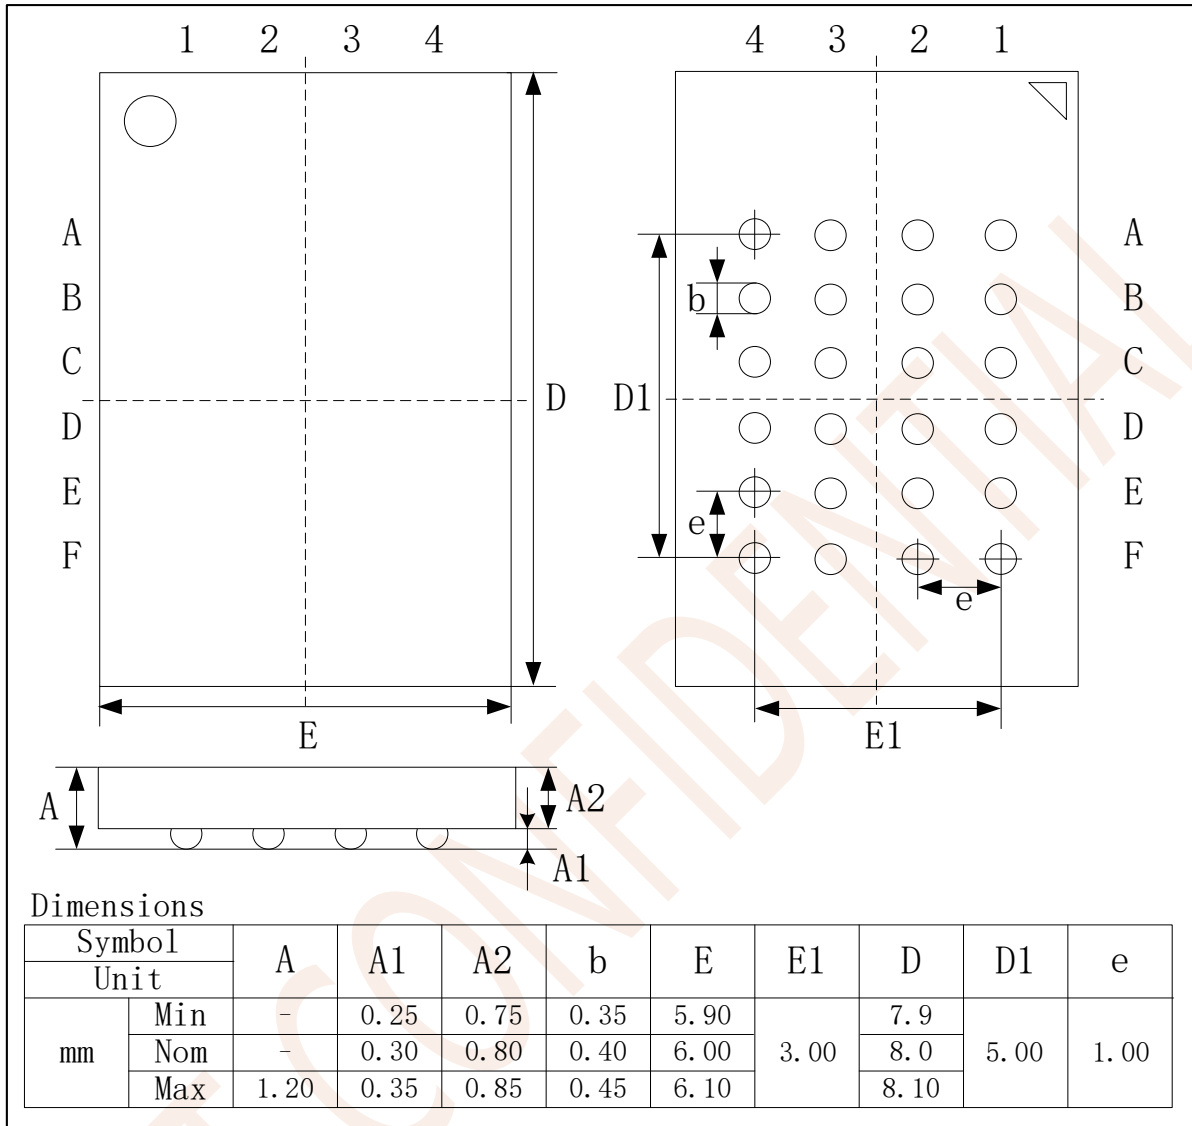 1 2 3 4
4 3 2 1
A
B
C
D
E
F
D
E
A
B
C
D
E
F
b
D1
e
e
E1
A
A2
A1
Dimensions
Symbol A A1 A2 b E E1 D D1 e
Unit
mm Min - 0.25 0.75 0.35 5.90 3.00 7.9 5.00 1.00
Nom - 0.30 0.80 0.40 6.00 8.0
Max 1.20 0.35 0.85 0.45 6.10 8.10
CONFIDENTIAL